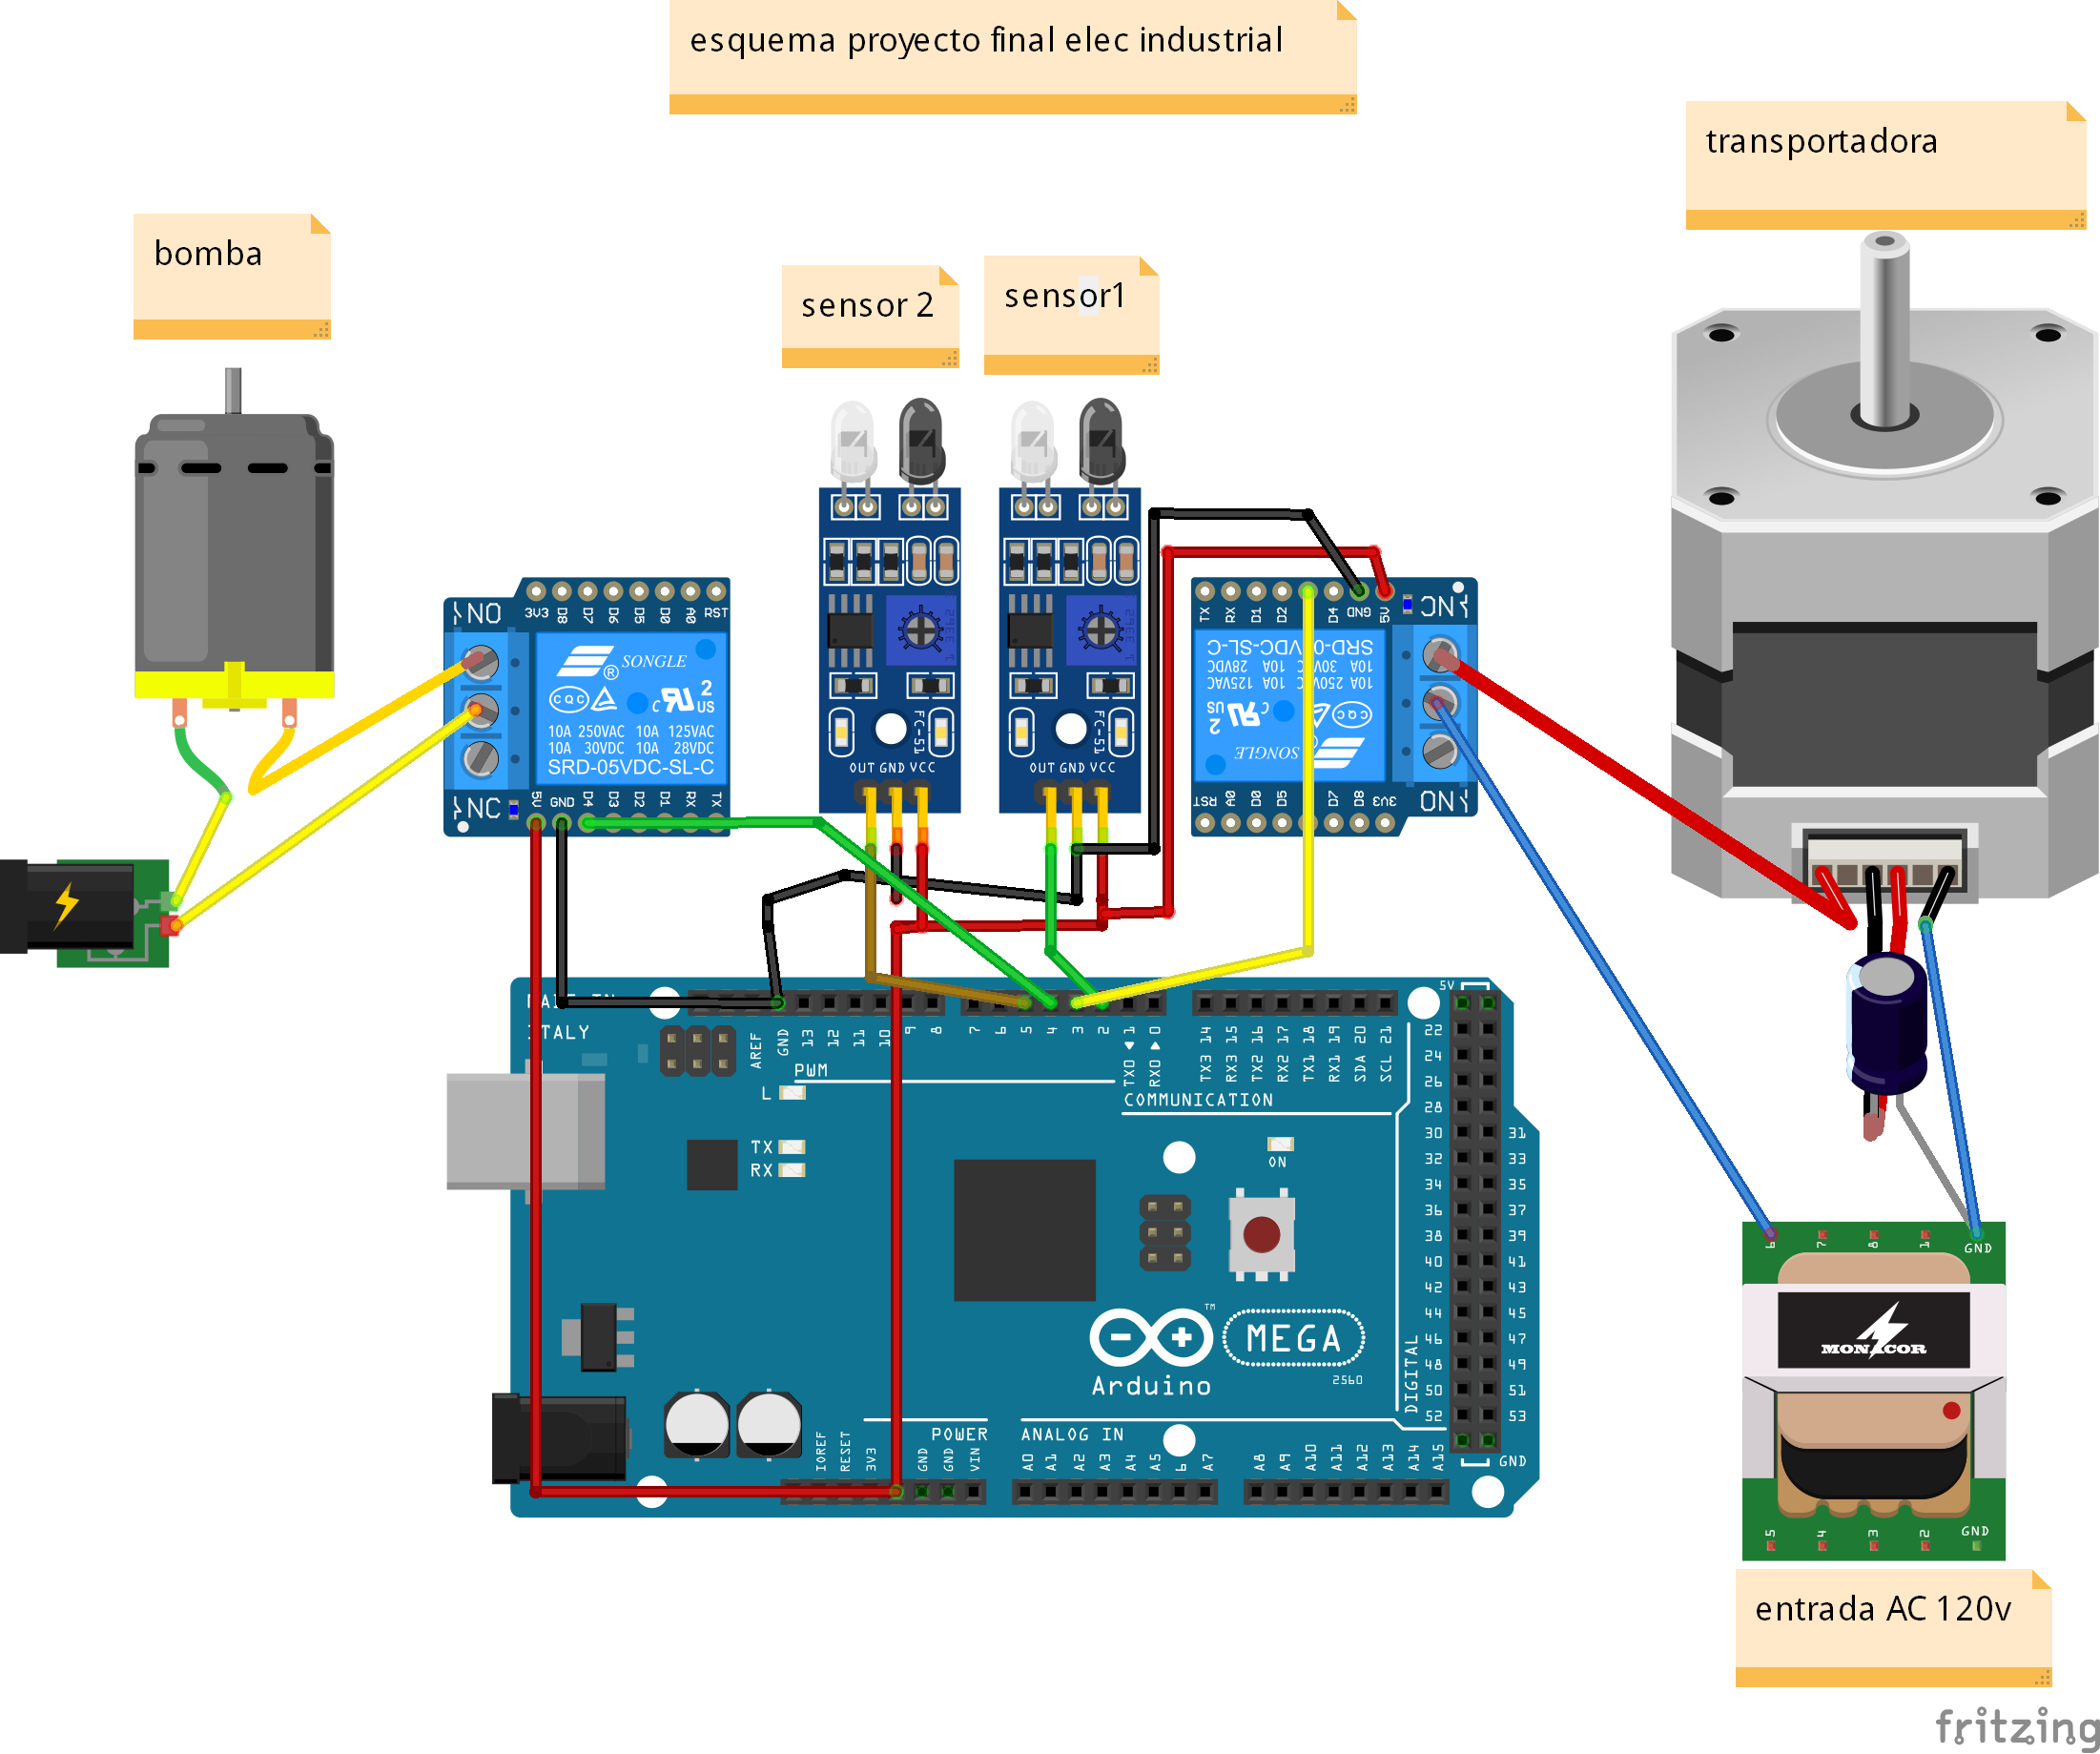 esquema proyecto final elec industrial
transportadora
bomba
sensor 2
sensor1
NO
3V3 D8 D7 D6 D5 D0 A0 RST
SONGLE
CQC
c US 2
10A 250VAC 10A 125VAC
10A 30VDC 10A 28VDC
SRD-05VDC-SL-C
NC
5V GND D4 D3 D2 D1 RX TX
FC-51
OUT GND VCC
FC-51
OUT GND VCC
TX RX D1 D2 D4 GND 5V
NC
10A 28VDC
10A 125VAC
CQC
SONGLE
NO
RST A0 D0 D5 D7 D8 3V3
ITALY
AREF GND 13 12 11 10 9 8 7 6 5 4 3 2 TX0 1 RX0 0
TX3 14 RX3 15 TX2 16 RX2 17 TX1 18 RX1 19 SDA 20 SCL 21
PWM
L
COMMUNICATION
TX
RX
ON
5V
22
24
26
28
30 31
32 33
34 35
36 37
38 39
40 41
42 43
44 45
46 47
48 49
50 51
52 53
GND
DIGITAL
Arduino
TM
MEGA
2560
POWER
ANALOG IN
IOREF RESET 3V3 GND GND VIN
A0 A1 A2 A3 A4 A5 6 A7
A8 A9 A10 A11 A12 A13 A14 A15
6 7 8 1 GND
MONACOR
5 4 3 2 GND
entrada AC 120v
fritzing